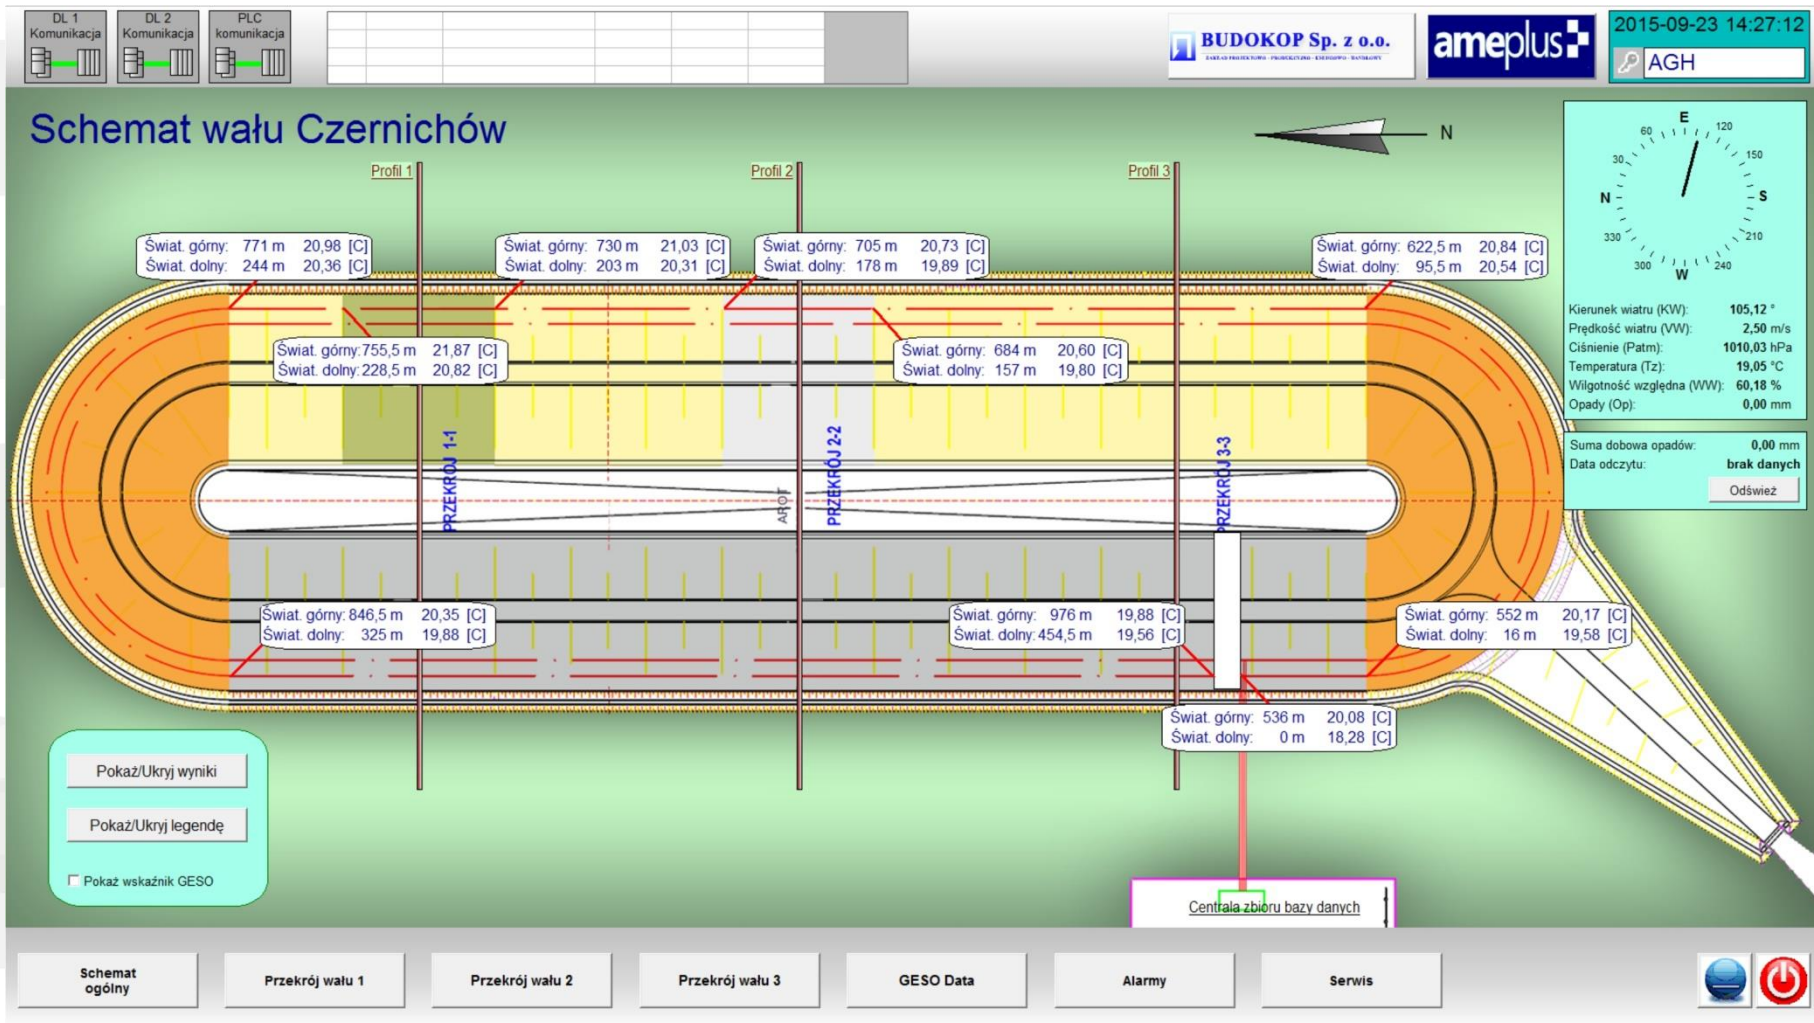 DL 1
Komunikacja
DL 2
Komunikacja
PLC
komunikacja
BUDOKOP Sp. z o.o.
ameplus
2015-09-23 14:27:12
AGH
Schemat wału Czernichów
N
Profil 1
Profil 2
Profil 3
E
60
120
30
150
N
S
330
210
300
240
W
Świat. górny: 771 m 20,98 [C]
Świat. dolny: 244 m 20,36 [C]
Świat. górny: 730 m 21,03 [C]
Świat. dolny: 203 m 20,31 [C]
Świat. górny: 705 m 20,73 [C]
Świat. dolny: 178 m 19,89 [C]
Świat. górny: 622,5 m 20,84 [C]
Świat. dolny: 95,5 m 20,54 [C]
Świat. górny: 755,5 m 21,87 [C]
Świat. dolny: 228,5 m 20,82 [C]
Świat. górny: 684 m 20,60 [C]
Świat. dolny: 157 m 19,80 [C]
Kierunek wiatru (KW): 105,12 °
Prędkość wiatru (VW): 2,50 m/s
Ciśnienie (Patm): 1010,03 hPa
Temperatura (Tz): 19,05 °C
Wilgotność względna (WW): 60,18 %
Opady (Op): 0,00 mm
Suma dobowa opadów: 0,00 mm
Data odczytu: brak danych
Odśwież
PRZEKRÓJ 1-1
AROT
PRZEKRÓJ 2-2
PRZEKRÓJ 3-3
Świat. górny: 846,5 m 20,35 [C]
Świat. dolny: 325 m 19,88 [C]
Świat. górny: 976 m 19,88 [C]
Świat. dolny: 454,5 m 19,56 [C]
Świat. górny: 552 m 20,17 [C]
Świat. dolny: 16 m 19,58 [C]
Świat. górny: 536 m 20,08 [C]
Świat. dolny: 0 m 18,28 [C]
Pokaż/Ukryj wyniki
Pokaż/Ukryj legendę
Pokaż wskaźnik GESO
Centrala zbioru bazy danych
Schemat
ogólny
Przekrój wału 1
Przekrój wału 2
Przekrój wału 3
GESO Data
Alarmy
Serwis